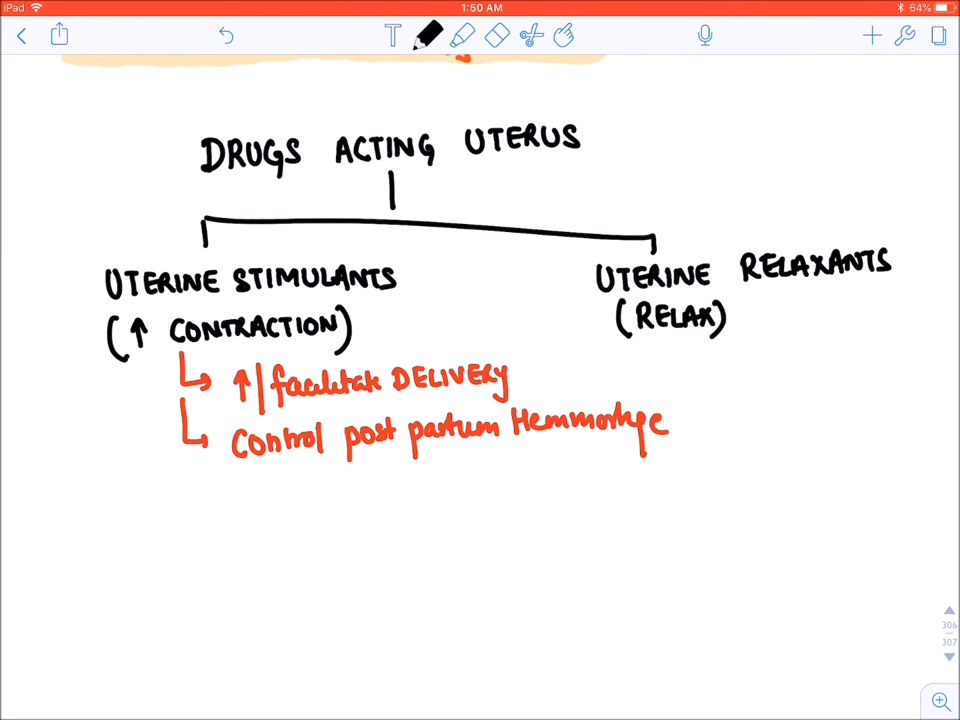 iPad 1:50 AM 64%
T
DRUGS ACTING UTERUS
UTERINE STIMULANTS
UTERINE RELAXANTS
(↑ CONTRACTION)
(RELAX)
↑/facilitate DELIVERY
Control post partum Hemmorhge
306
307